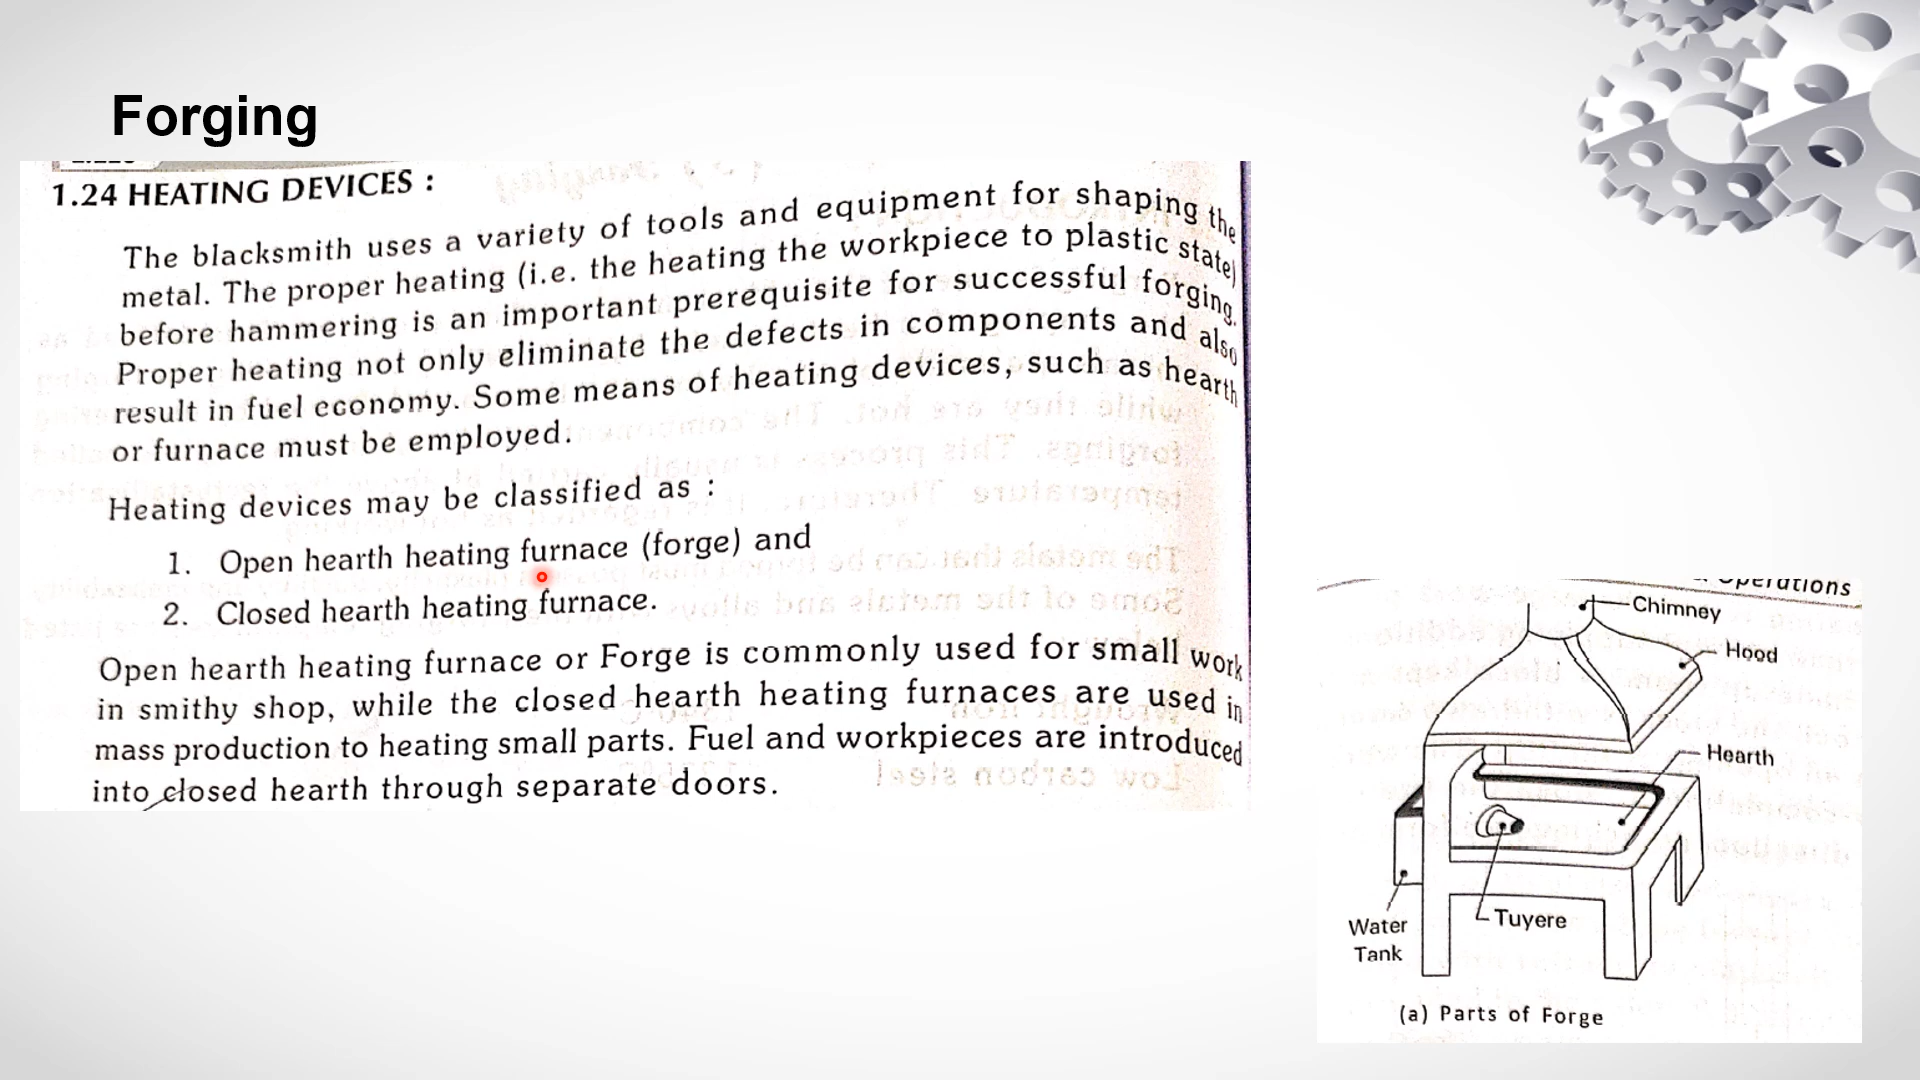 Forging
1.24 HEATING DEVICES :
The blacksmith uses a variety of tools and equipment for shaping the
metal. The proper heating (i.e. the heating the workpiece to plastic state)
before hammering is an important prerequisite for successful forging.
Proper heating not only eliminate the defects in components and also
result in fuel economy. Some means of heating devices, such as hearth
or furnace must be employed.
Heating devices may be classified as :
1. Open hearth heating furnace (forge) and
2. Closed hearth heating furnace.
Open hearth heating furnace or Forge is commonly used for small work
in smithy shop, while the closed hearth heating furnaces are used in
mass production to heating small parts. Fuel and workpieces are introduced
into closed hearth through separate doors.
Operations
Chimney
Hood
Hearth
Tuyere
Water
Tank
(a) Parts of Forge